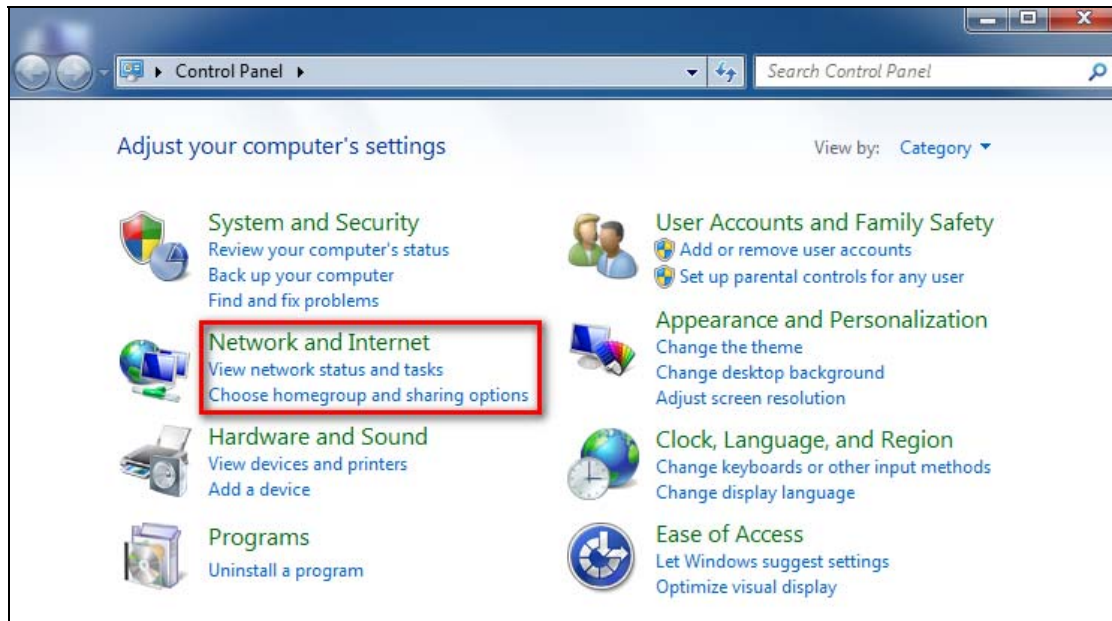 Control Panel
Search Control Panel
Adjust your computer's settings
View by: Category
System and Security
Review your computer's status
Back up your computer
Find and fix problems
Network and Internet
View network status and tasks
Choose homegroup and sharing options
Hardware and Sound
View devices and printers
Add a device
Programs
Uninstall a program
User Accounts and Family Safety
Add or remove user accounts
Set up parental controls for any user
Appearance and Personalization
Change the theme
Change desktop background
Adjust screen resolution
Clock, Language, and Region
Change keyboards or other input methods
Change display language
Ease of Access
Let Windows suggest settings
Optimize visual display